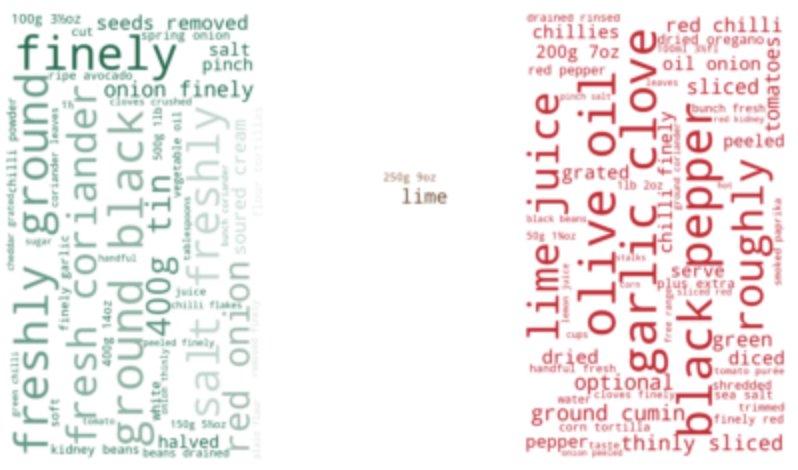 100g 3½oz
seeds removed
cut
spring onion
finely
salt
pinch
ripe avocado
onion finely
1½
cloves crushed
freshly ground
cheddar grated
chilli powder
coriander leaves
fresh coriander
ground black
500g 1lb
400g tin
vegetable oil
salt freshly
bunch coriander
soured cream
flour tortillas
sugar
finely garlic
handful
tablespoons
juice
chilli flakes
400g 14oz
peeled finely
red onion
green chilli
soft
tomato
white
onion thinly
150g 5½oz
halved
kidney beans
beans drained
plain flour
250g 9oz
lime
drained rinsed
chillies
200g 7oz
red pepper
pinch salt
red chilli
dried oregano
100ml 3½fl
oil onion
leaves
sliced
tomatoes
bunch fresh
red kidney
peeled
lime juice
olive oil
garlic clove
black pepper
roughly
grated
1lb 2oz
chilli finely
ground coriander
hot
black beans
50g 1¾oz
stalks
corn
lemon juice
serve
plus extra
sliced red
smoked paprika
free range
cups
green
dried
handful fresh
diced
tomato purée
optional
shredded
water
cloves finely
sea salt
trimmed
ground cumin
finely red
corn tortilla
pepper
taste
thinly sliced
onion peeled